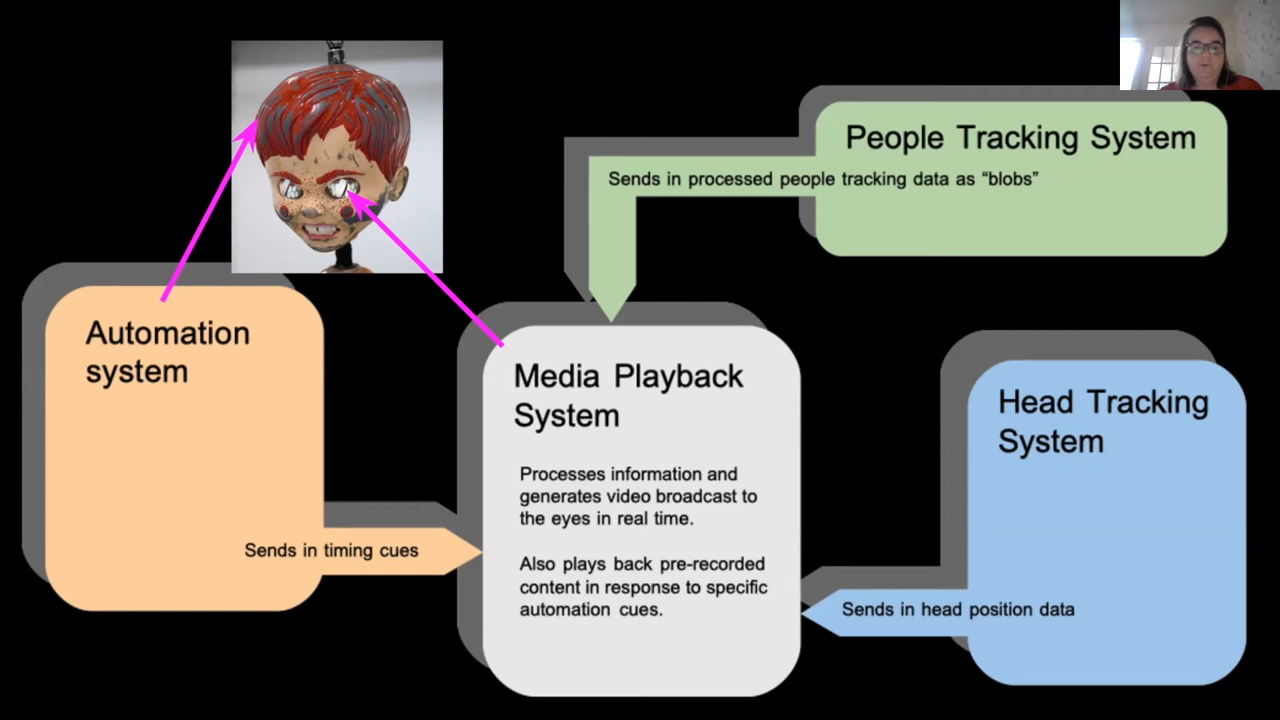 People Tracking System
Sends in processed people tracking data as “blobs”
Automation
system
Sends in timing cues
Media Playback
System
Processes information and
generates video broadcast to
the eyes in real time.
Also plays back pre-recorded
content in response to specific
automation cues.
Head Tracking
System
Sends in head position data